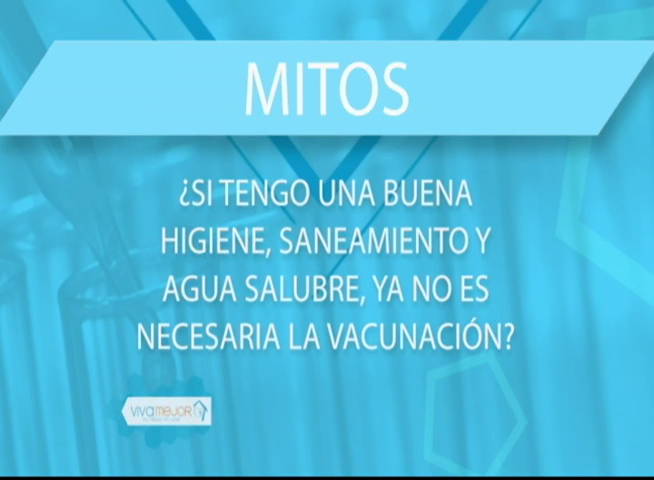 MITOS
¿SI TENGO UNA BUENA
HIGIENE, SANEAMIENTO Y
AGUA SALUBRE, YA NO ES
NECESARIA LA VACUNACIÓN?
vivamejor